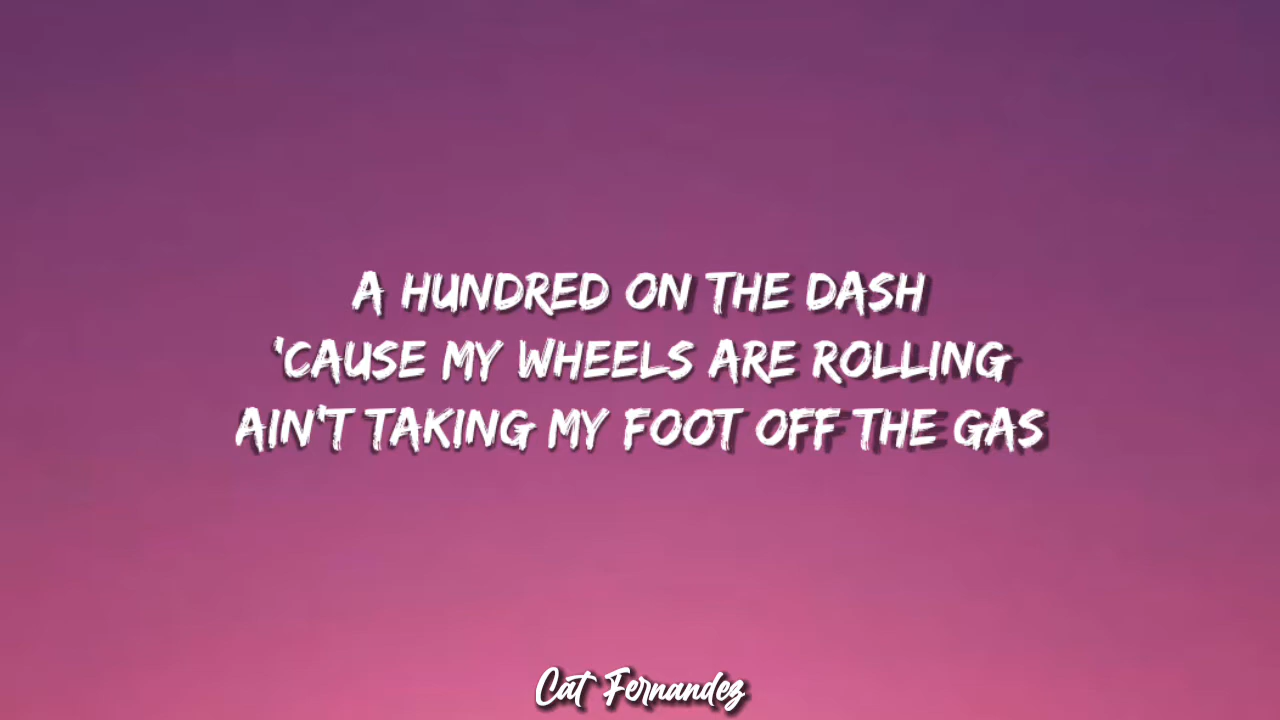 A HUNDRED ON THE DASH
'CAUSE MY WHEELS ARE ROLLING
AIN'T TAKING MY FOOT OFF THE GAS
Cat Fernandez